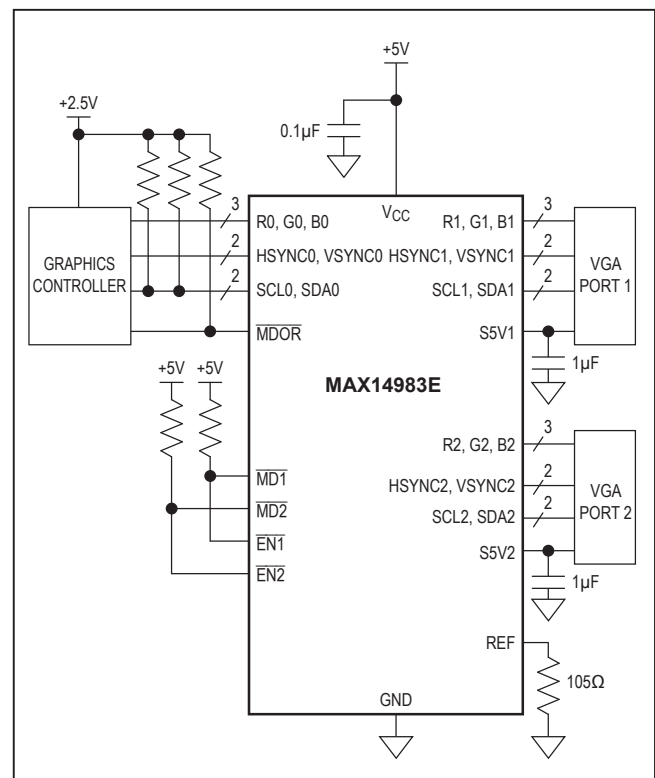 +5V
+2.5V
0.1µF
VCC
GRAPHICS
CONTROLLER
3
R0, G0, B0
R1, G1, B1
3
2
HSYNC0, VSYNC0
HSYNC1, VSYNC1
2
VGA
PORT 1
2
SCL0, SDA0
SCL1, SDA1
2
MDOR
S5V1
1µF
+5V
+5V
MAX14983E
R2, G2, B2
3
MD1
HSYNC2, VSYNC2
2
VGA
PORT 2
MD2
SCL2, SDA2
2
EN1
S5V2
EN2
1µF
REF
105Ω
GND